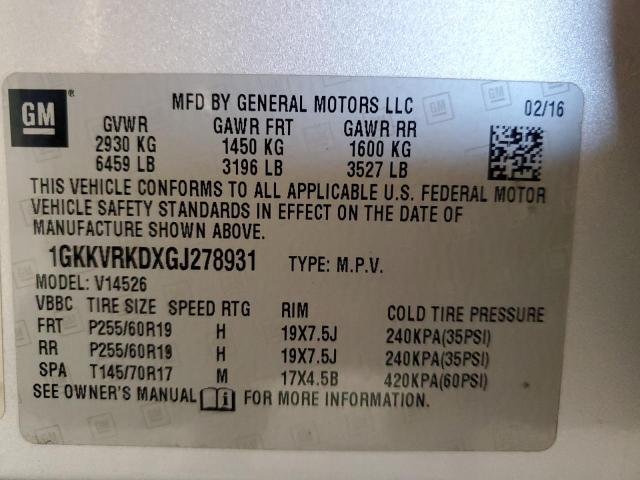 GM ®
MFD BY GENERAL MOTORS LLC 02/16
GVWR GAWR FRT GAWR RR
2930 KG 1450 KG 1600 KG
6459 LB 3196 LB 3527 LB
THIS VEHICLE CONFORMS TO ALL APPLICABLE U.S. FEDERAL MOTOR
VEHICLE SAFETY STANDARDS IN EFFECT ON THE DATE OF
MANUFACTURE SHOWN ABOVE.
1GKKVRKDXGJ278931 TYPE: M.P.V.
MODEL: V14526
VBBC TIRE SIZE SPEED RTG RIM COLD TIRE PRESSURE
FRT P255/60R19 H 19X7.5J 240KPA(35PSI)
RR P255/60R19 H 19X7.5J 240KPA(35PSI)
SPA T145/70R17 M 17X4.5B 420KPA(60PSI)
SEE OWNER'S MANUAL i FOR MORE INFORMATION.